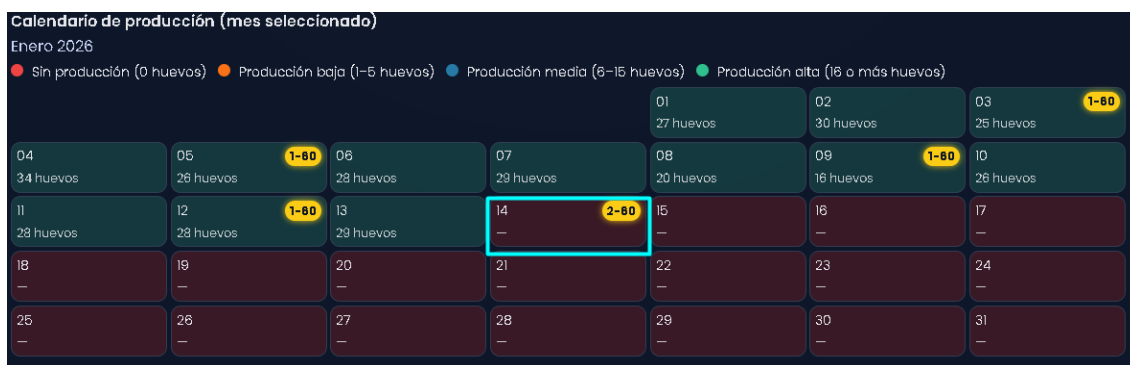 Calendario de producción (mes seleccionado)
Enero 2026
Sin producción (0 huevos) Producción baja (1-5 huevos) Producción media (6-15 huevos) Producción alta (16 o más huevos)
01 02 03 1-60
27 huevos 30 huevos 25 huevos
04 05 1-60 06 07 08 09 1-60 10
34 huevos 26 huevos 28 huevos 29 huevos 20 huevos 16 huevos 26 huevos
11 12 1-60 13 14 2-60 15 16 17
28 huevos 28 huevos 29 huevos — — — —
18 19 20 21 22 23 24
— — — — — — —
25 26 27 28 29 30 31
— — — — — — —